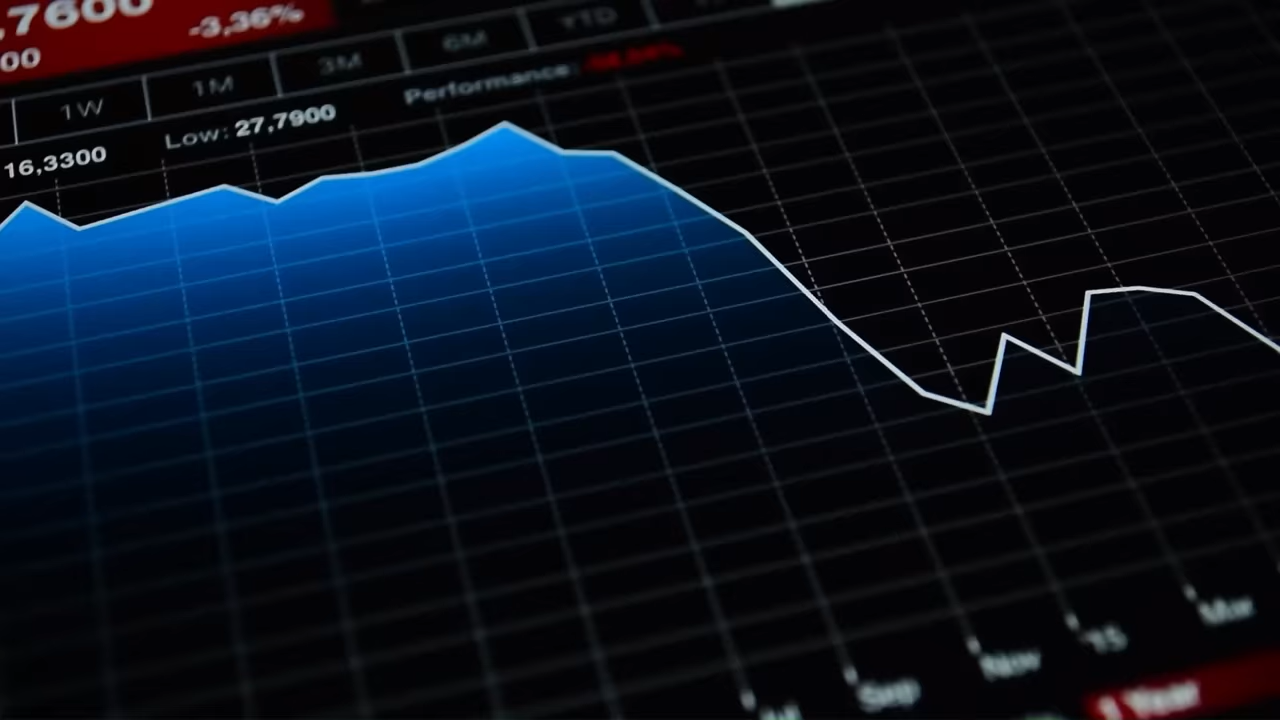 ,7600 -3,36%
00
1W 1M 3M 6M YTD
16,3300 Low: 27,7900 Performance:
Sep Nov '15 Mar
1 Year